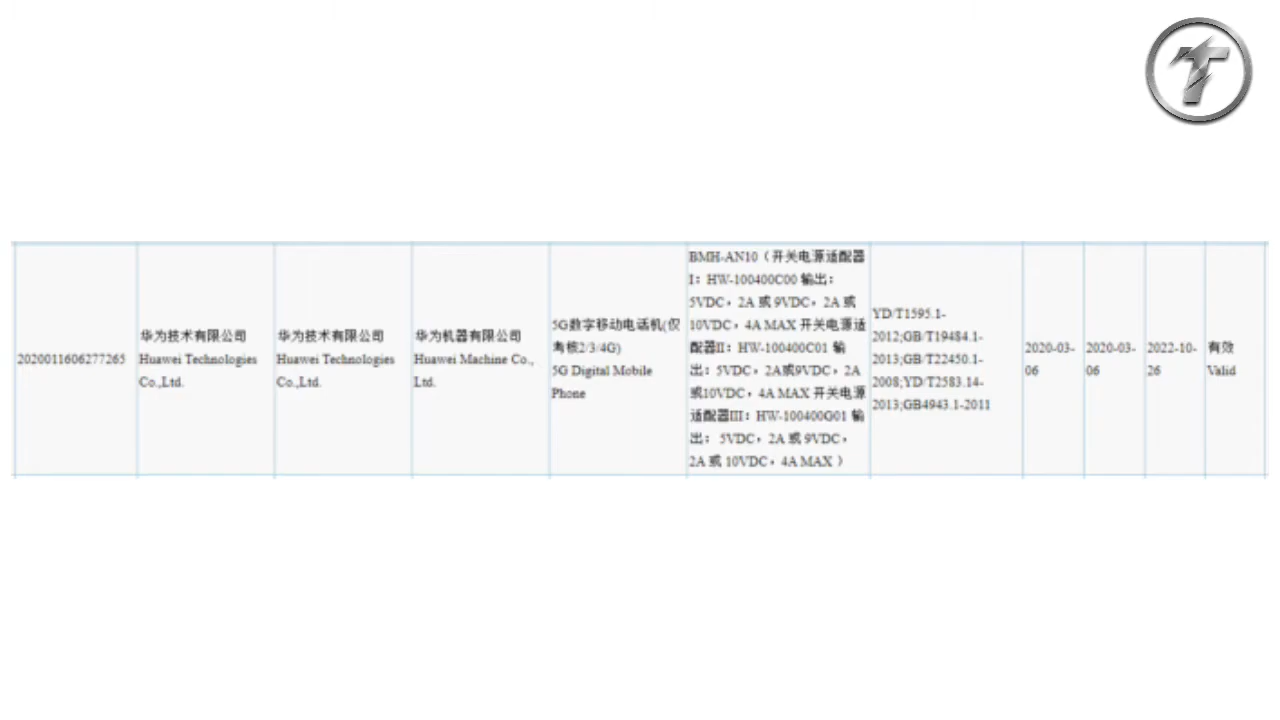 2020011606277265
华为技术有限公司
Huawei Technologies
Co.,Ltd.
华为技术有限公司
Huawei Technologies
Co.,Ltd.
华为机器有限公司
Huawei Machine Co.,
Ltd.
5G数字移动电话机(仅
考核2/3/4G)
5G Digital Mobile
Phone
BMH-AN10（开关电源适配器
I：HW-100400C00 输出：
5VDC，2A 或 9VDC，2A 或
10VDC，4A MAX 开关电源适
配器II：HW-100400C01 输
出：5VDC，2A或9VDC，2A
或10VDC，4A MAX 开关电源
适配器III：HW-100400G01 输
出： 5VDC，2A 或 9VDC，
2A 或 10VDC，4A MAX ）
YD/T1595.1-
2012;GB/T19484.1-
2013;GB/T22450.1-
2008;YD/T2583.14-
2013;GB4943.1-2011
2020-03-
06
2020-03-
06
2022-10-
26
有效
Valid
T